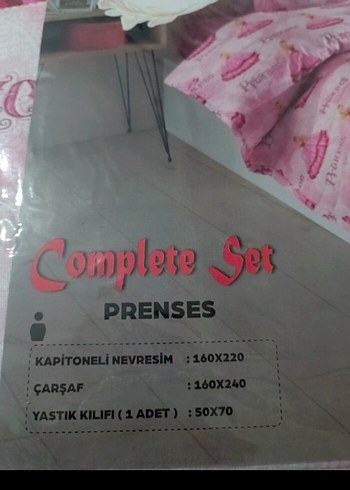 Complete Set
PRENSES
KAPİTONELİ NEVRESİM : 160X220
ÇARŞAF : 160X240
YASTIK KILIFI ( 1 ADET ) : 50X70